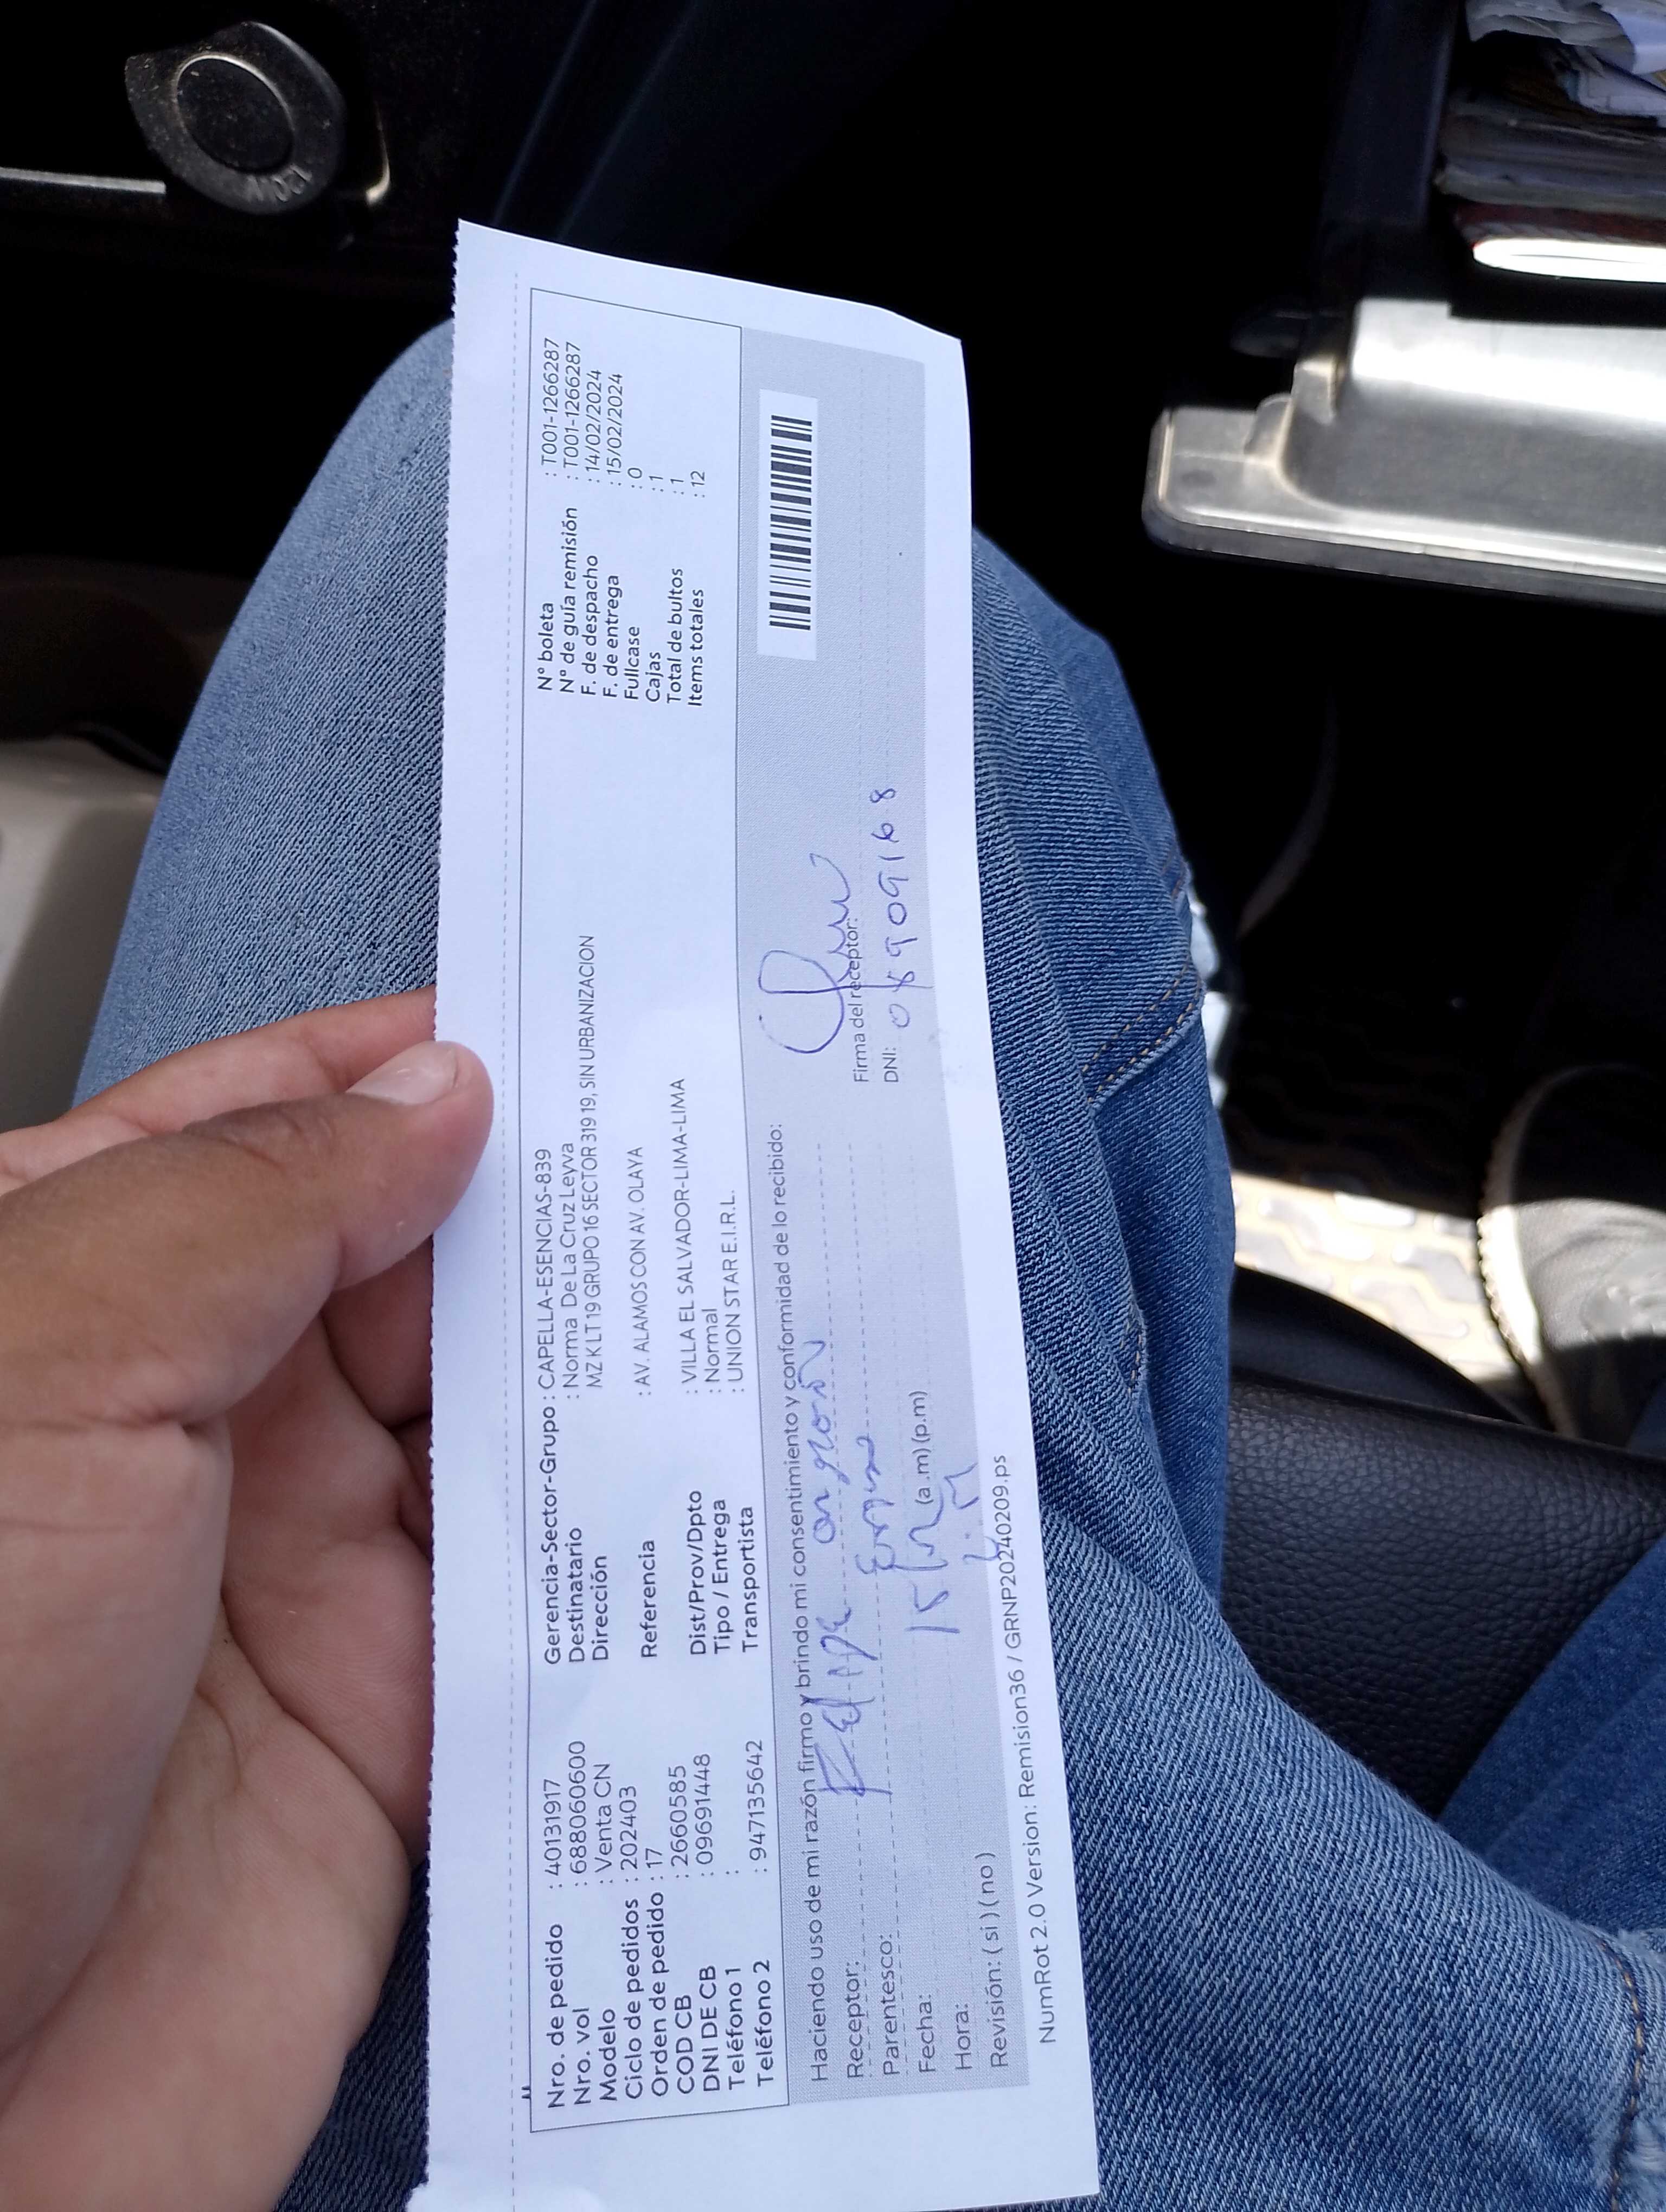 Nro. de pedido : 40131917
Nro. vol : 688060600
Modelo : Venta CN
Ciclo de pedidos : 202403
Orden de pedido : 17
COD CB : 2660585
DNI DE CB : 09691448
Teléfono 1 :
Teléfono 2 : 947135642
Gerencia-Sector-Grupo : CAPELLA-ESENCIAS-839
Destinatario : Norma De La Cruz Leyva
Dirección MZ K LT 19 GRUPO 16 SECTOR 3 19 19, SIN URBANIZACION
Referencia : AV. ALAMOS CON AV. OLAYA
Dist/Prov/Dpto : VILLA EL SALVADOR-LIMA-LIMA
Tipo / Entrega : Normal
Transportista : UNION STAR E.I.R.L.
N° boleta : T001-1266287
N° de guía remisión : T001-1266287
F. de despacho : 14/02/2024
F. de entrega : 15/02/2024
Fullcase : 0
Cajas : 1
Total de bultos : 1
Items totales : 12
Haciendo uso de mi razón firmo y brindo mi consentimiento y conformidad de lo recibido:
Receptor: Felipe
Parentesco:
Fecha: 15
Hora: (a.m) (p.m)
Revisión: ( si ) ( no )
Firma del receptor:
DNI: 08909168
NumRot 2.0 Version: Remision36 / GRNP20240209.ps